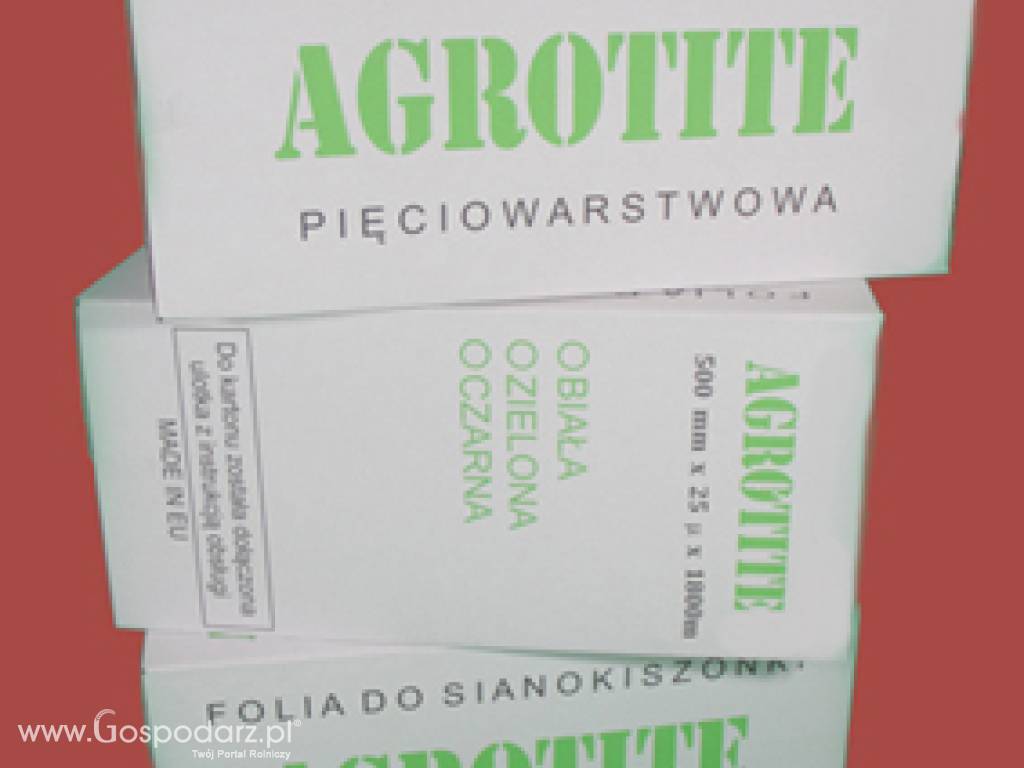 AGROTITE
PIĘCIOWARSTWOWA
AGROTITE
500 mm x 25 µ x 1800m
OBIAŁA
OZIELONA
OCZARNA
Do kartonu została dołączona
ulotka z instrukcją obsługi
MADE IN EU
FOLIA DO SIANOKISZONKI
AGROTITE
www.Gospodarz.pl®
Twój Portal Rolniczy